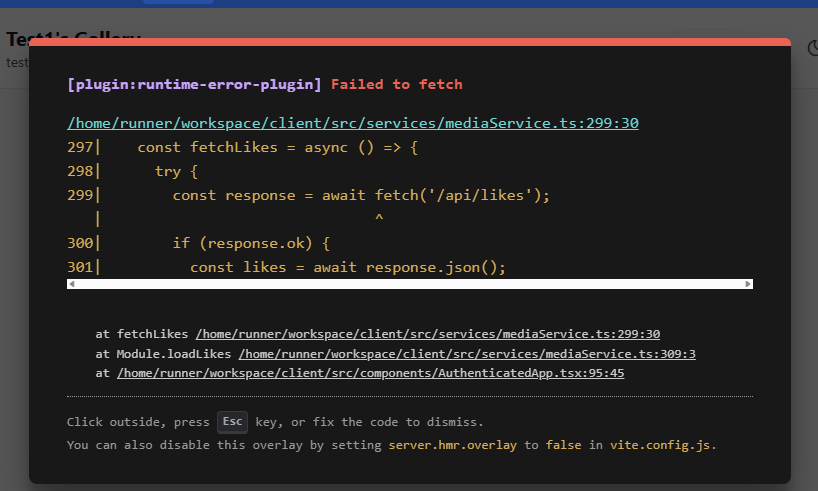 Test1's Gallery
test
[plugin:runtime-error-plugin] Failed to fetch
/home/runner/workspace/client/src/services/mediaService.ts:299:30
297|    const fetchLikes = async () => {
298|      try {
299|        const response = await fetch('/api/likes');
   |                               ^
300|        if (response.ok) {
301|          const likes = await response.json();
at fetchLikes /home/runner/workspace/client/src/services/mediaService.ts:299:30
at Module.loadLikes /home/runner/workspace/client/src/services/mediaService.ts:309:3
at /home/runner/workspace/client/src/components/AuthenticatedApp.tsx:95:45
Click outside, press Esc key, or fix the code to dismiss.
You can also disable this overlay by setting server.hmr.overlay to false in vite.config.js.